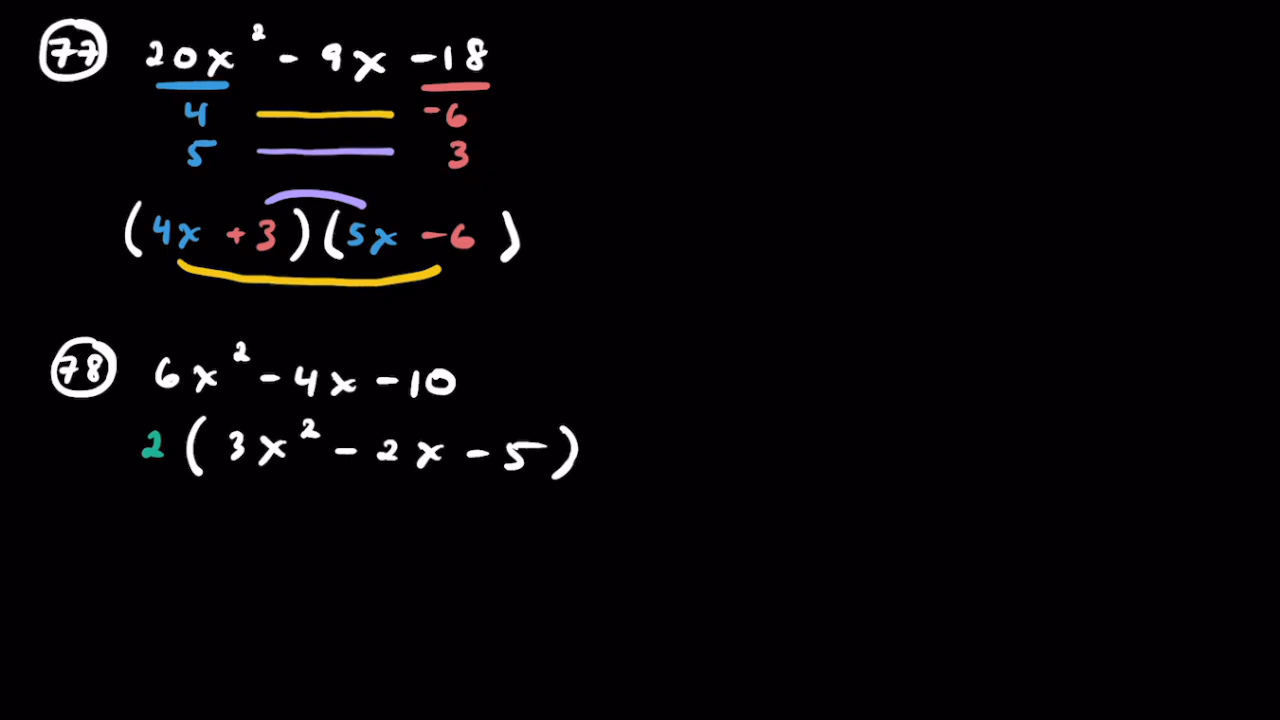 77 20x² - 9x - 18
4 -6
5 3
(4x + 3)(5x - 6)
78 6x² - 4x - 10
2 (3x² - 2x - 5)